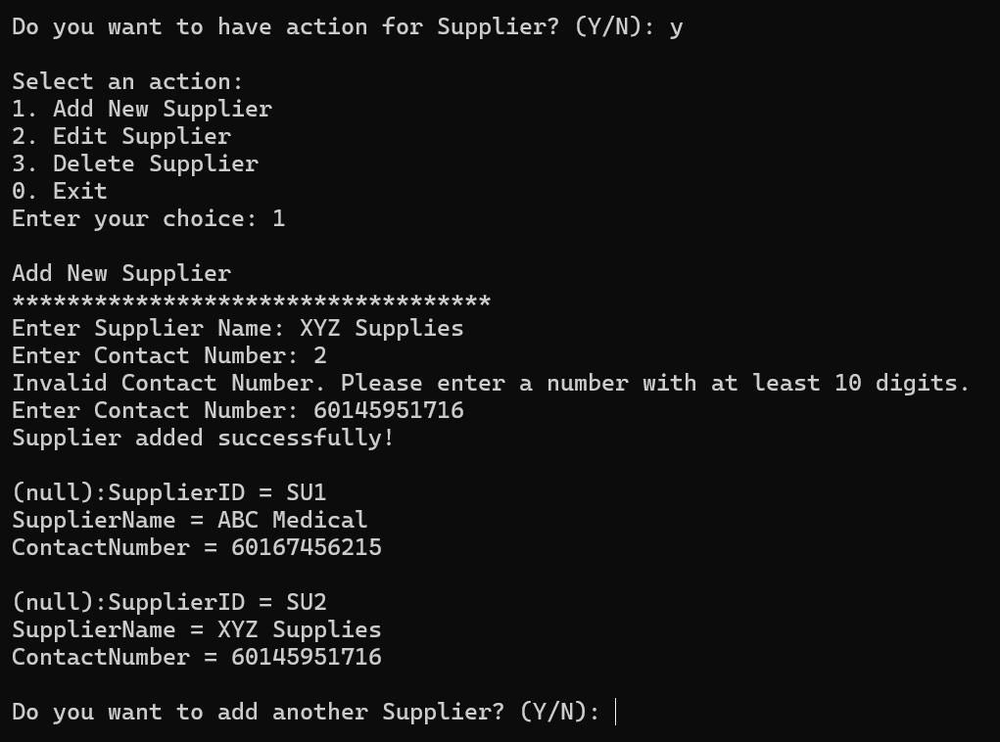 Do you want to have action for Supplier? (Y/N): y
Select an action:
1. Add New Supplier
2. Edit Supplier
3. Delete Supplier
0. Exit
Enter your choice: 1
Add New Supplier
***********************************
Enter Supplier Name: XYZ Supplies
Enter Contact Number: 2
Invalid Contact Number. Please enter a number with at least 10 digits.
Enter Contact Number: 60145951716
Supplier added successfully!
(null):SupplierID = SU1
SupplierName = ABC Medical
ContactNumber = 60167456215
(null):SupplierID = SU2
SupplierName = XYZ Supplies
ContactNumber = 60145951716
Do you want to add another Supplier? (Y/N):